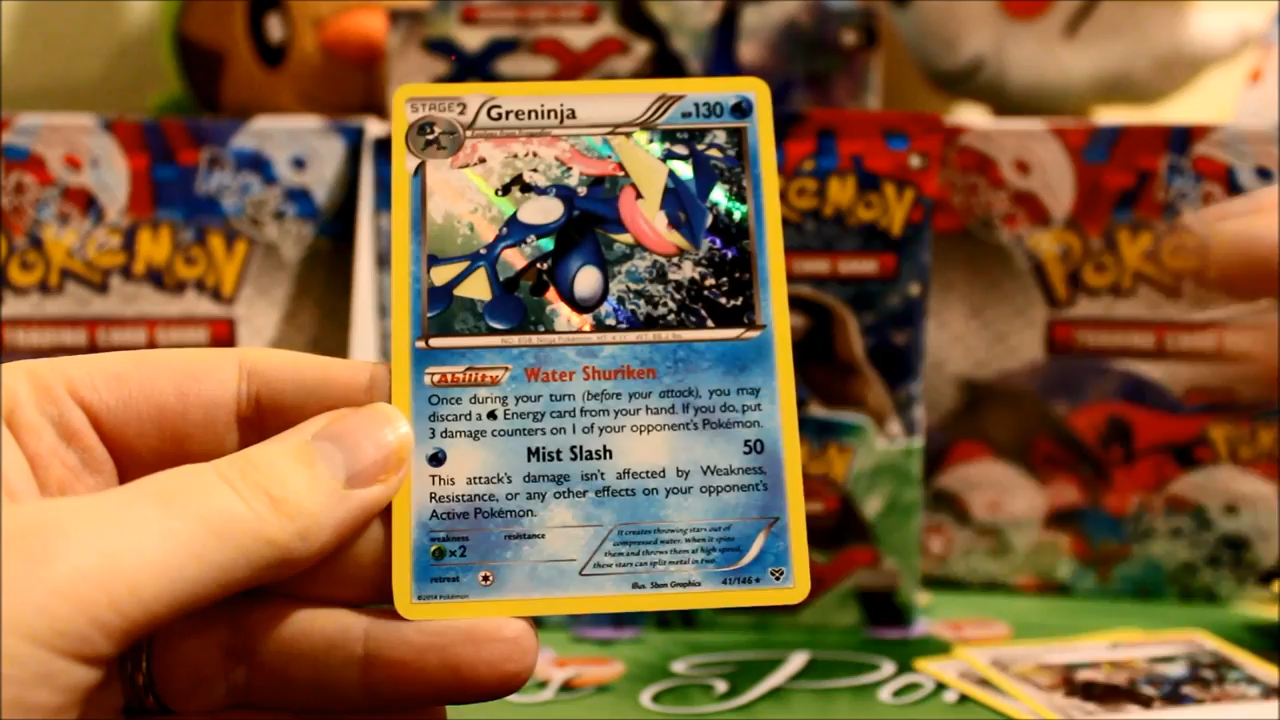 XY
STAGE2 Greninja HP130
Evolves from Frogadier
NO. 658 Ninja Pokémon HT: 4'11" WT: 88.2 lbs.
Ability Water Shuriken
Once during your turn (before your attack), you may
discard a Energy card from your hand. If you do, put
3 damage counters on 1 of your opponent's Pokémon.
Mist Slash 50
This attack's damage isn't affected by Weakness,
Resistance, or any other effects on your opponent's
Active Pokémon.
weakness resistance
×2
retreat
It creates throwing stars out of
compressed water. When it spins
them and throws them at high speed,
these stars can split metal in two.
Illus. 5ban Graphics 41/146
©2014 Pokémon
POKéMON
TRADING CARD GAME
POKéMON
CARD GAME
POKé